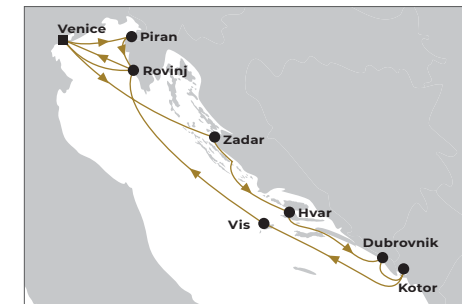 Venice
Piran
Rovinj
Zadar
Hvar
Vis
Dubrovnik
Kotor